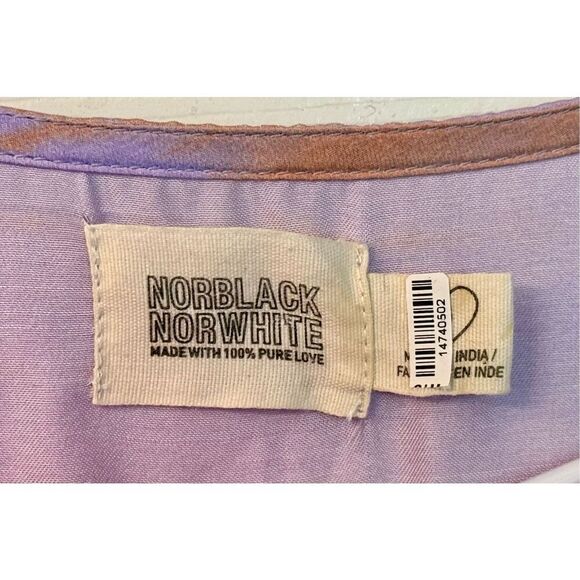 NORBLACK
NORWHITE
MADE WITH 100% PURE LOVE
INDIA /
EN INDE
14740502